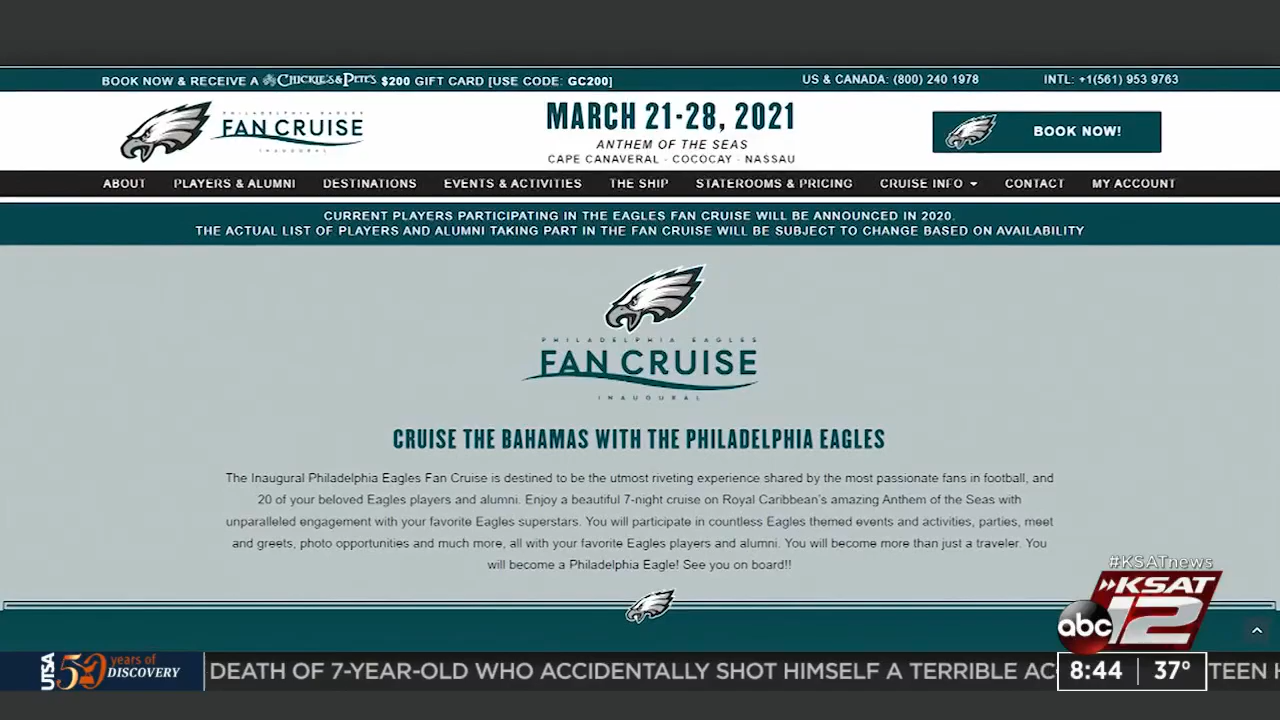 BOOK NOW & RECEIVE A CHICKIE'S & PETE'S $200 GIFT CARD [USE CODE: GC200]
US & CANADA: (800) 240 1978
INTL: +1(561) 953 9763
PHILADELPHIA EAGLES
FAN CRUISE
INAUGURAL
MARCH 21-28, 2021
ANTHEM OF THE SEAS
CAPE CANAVERAL - COCOCAY - NASSAU
BOOK NOW!
ABOUT PLAYERS & ALUMNI DESTINATIONS EVENTS & ACTIVITIES THE SHIP STATEROOMS & PRICING CRUISE INFO CONTACT MY ACCOUNT
CURRENT PLAYERS PARTICIPATING IN THE EAGLES FAN CRUISE WILL BE ANNOUNCED IN 2020.
THE ACTUAL LIST OF PLAYERS AND ALUMNI TAKING PART IN THE FAN CRUISE WILL BE SUBJECT TO CHANGE BASED ON AVAILABILITY
PHILADELPHIA EAGLES
FAN CRUISE
INAUGURAL
CRUISE THE BAHAMAS WITH THE PHILADELPHIA EAGLES
The Inaugural Philadelphia Eagles Fan Cruise is destined to be the utmost riveting experience shared by the most passionate fans in football, and
20 of your beloved Eagles players and alumni. Enjoy a beautiful 7-night cruise on Royal Caribbean's amazing Anthem of the Seas with
unparalleled engagement with your favorite Eagles superstars. You will participate in countless Eagles themed events and activities, parties, meet
and greets, photo opportunities and much more, all with your favorite Eagles players and alumni. You will become more than just a traveler. You
will become a Philadelphia Eagle! See you on board!!
#KSATnews
KSAT
abc 12
UTSA 50 years of DISCOVERY
DEATH OF 7-YEAR-OLD WHO ACCIDENTALLY SHOT HIMSELF A TERRIBLE AC
8:44 37°
TEEN H